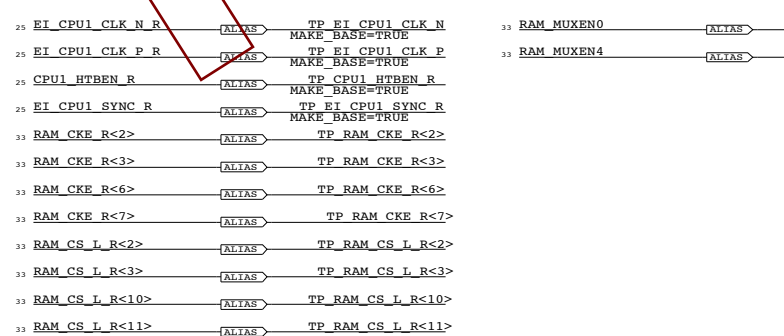 25 EI_CPU1_CLK_N_R ALIAS TP_EI_CPU1_CLK_N
MAKE_BASE=TRUE
25 EI_CPU1_CLK_P_R ALIAS TP_EI_CPU1_CLK_P
MAKE_BASE=TRUE
25 CPU1_HTBEN_R ALIAS TP_CPU1_HTBEN_R
MAKE_BASE=TRUE
25 EI_CPU1_SYNC_R ALIAS TP_EI_CPU1_SYNC_R
MAKE_BASE=TRUE
33 RAM_CKE_R<2> ALIAS TP_RAM_CKE_R<2>
33 RAM_CKE_R<3> ALIAS TP_RAM_CKE_R<3>
33 RAM_CKE_R<6> ALIAS TP_RAM_CKE_R<6>
33 RAM_CKE_R<7> ALIAS TP_RAM_CKE_R<7>
33 RAM_CS_L_R<2> ALIAS TP_RAM_CS_L_R<2>
33 RAM_CS_L_R<3> ALIAS TP_RAM_CS_L_R<3>
33 RAM_CS_L_R<10> ALIAS TP_RAM_CS_L_R<10>
33 RAM_CS_L_R<11> ALIAS TP_RAM_CS_L_R<11>
33 RAM_MUXEN0 ALIAS
33 RAM_MUXEN4 ALIAS